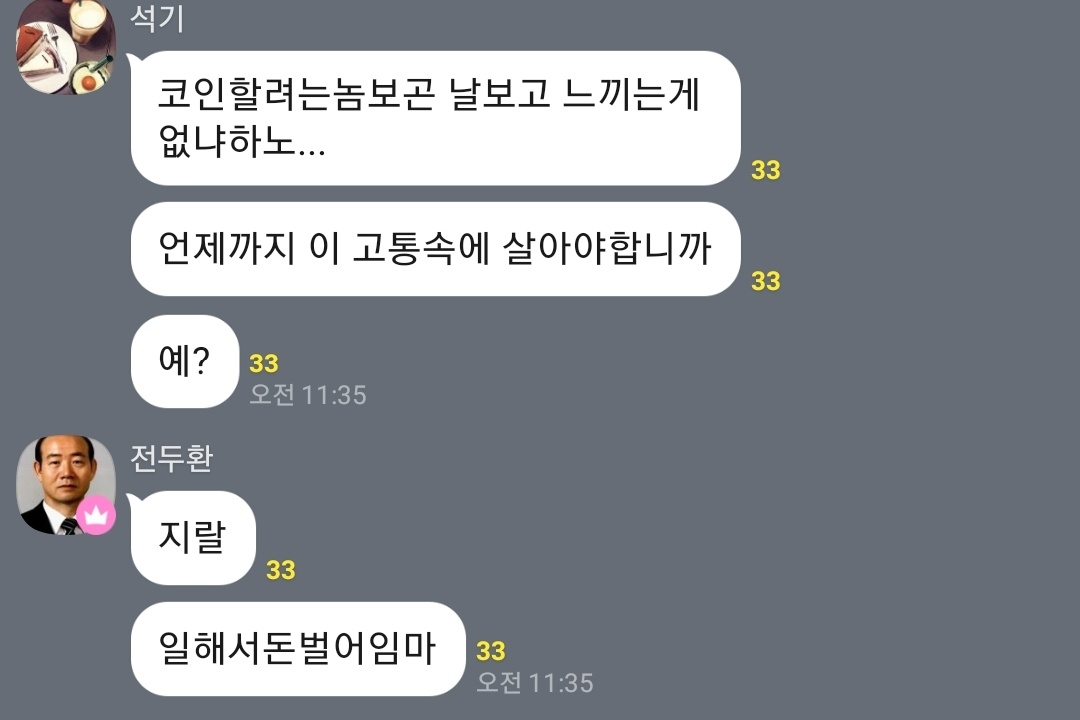 석기
코인할려는놈보곤 날보고 느끼는게
없냐하노...
33
언제까지 이 고통속에 살아야합니까
33
예?
33
오전 11:35
전두환
지랄
33
일해서돈벌어임마
33
오전 11:35